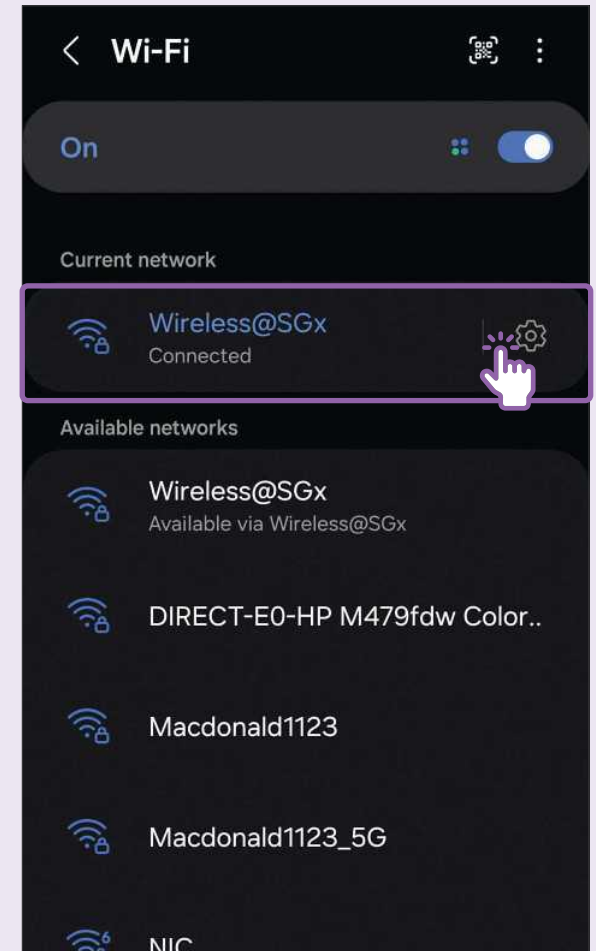 Wi-Fi
On
Current network
Wireless@SGx
Connected
Available networks
Wireless@SGx
Available via Wireless@SGx
DIRECT-E0-HP M479fdw Color..
Macdonald1123
Macdonald1123_5G
6
NIC